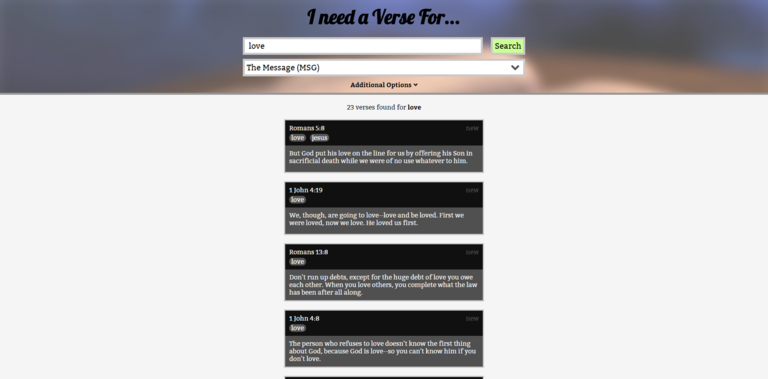 I need a Verse For...
love
Search
The Message (MSG)
Additional Options
23 verses found for love
Romans 5:8
new
love jesus
But God put his love on the line for us by offering his Son in
sacrificial death while we were of no use whatever to him.
1 John 4:19
new
love
We, though, are going to love--love and be loved. First we
were loved, now we love. He loved us first.
Romans 13:8
new
love
Don't run up debts, except for the huge debt of love you owe
each other. When you love others, you complete what the law
has been after all along.
1 John 4:8
new
love
The person who refuses to love doesn't know the first thing
about God, because God is love--so you can't know him if you
don't love.